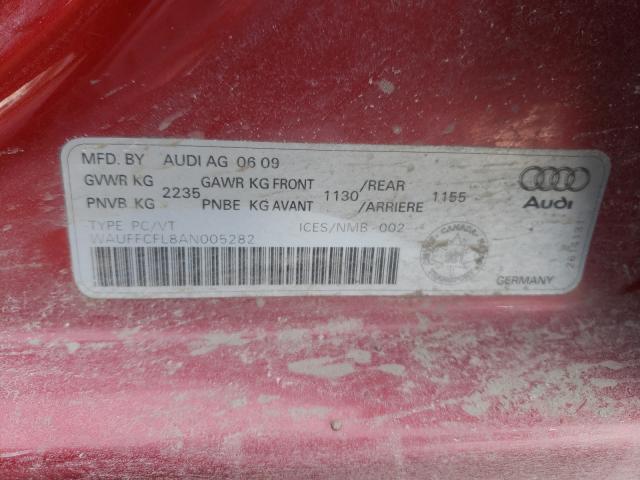 MFD. BY AUDI AG 06 09
GVWR KG 2235 GAWR KG FRONT 1130 /REAR 1155
PNVB KG PNBE KG AVANT /ARRIERE
TYPE PC/VT ICES/NMB-002
WAUFFCFL8AN005282
Audi
CANADA
GERMANY